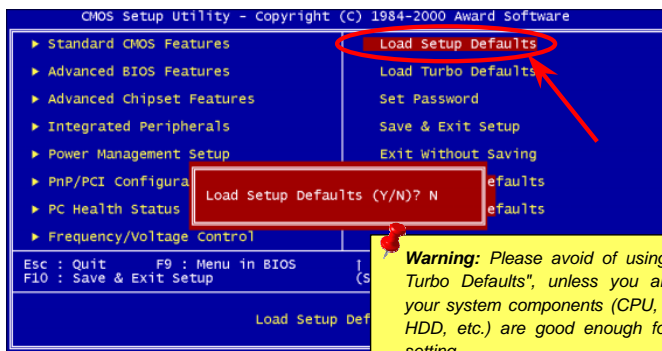 CMOS Setup Utility - Copyright (C) 1984-2000 Award Software
▶ Standard CMOS Features
▶ Advanced BIOS Features
▶ Advanced Chipset Features
▶ Integrated Peripherals
▶ Power Management Setup
▶ PnP/PCI Configura
▶ PC Health Status
▶ Frequency/Voltage Control
Load Setup Defaults
Load Turbo Defaults
Set Password
Save & Exit Setup
Exit Without Saving
efaults
efaults
Load Setup Defaults (Y/N)? N
Esc : Quit F9 : Menu in BIOS ↑
F10 : Save & Exit Setup (S
Load Setup Def
Warning: Please avoid of using
Turbo Defaults", unless you
your system components (CPU,
HDD, etc.) are good enough
setting